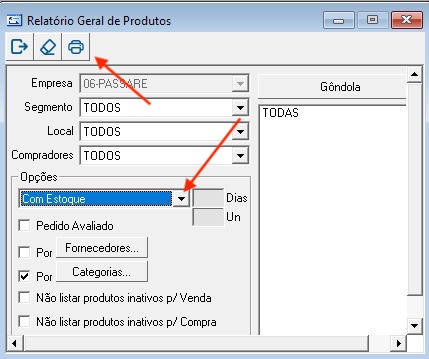 Relatório Geral de Produtos
Empresa 06-PASSARE
Segmento TODOS
Local TODOS
Compradores TODOS
Opções
Com Estoque Dias
Un
Pedido Avaliado
Por Fornecedores...
Por Categorias...
Não listar produtos inativos p/ Venda
Não listar produtos inativos p/ Compra
Gôndola
TODAS